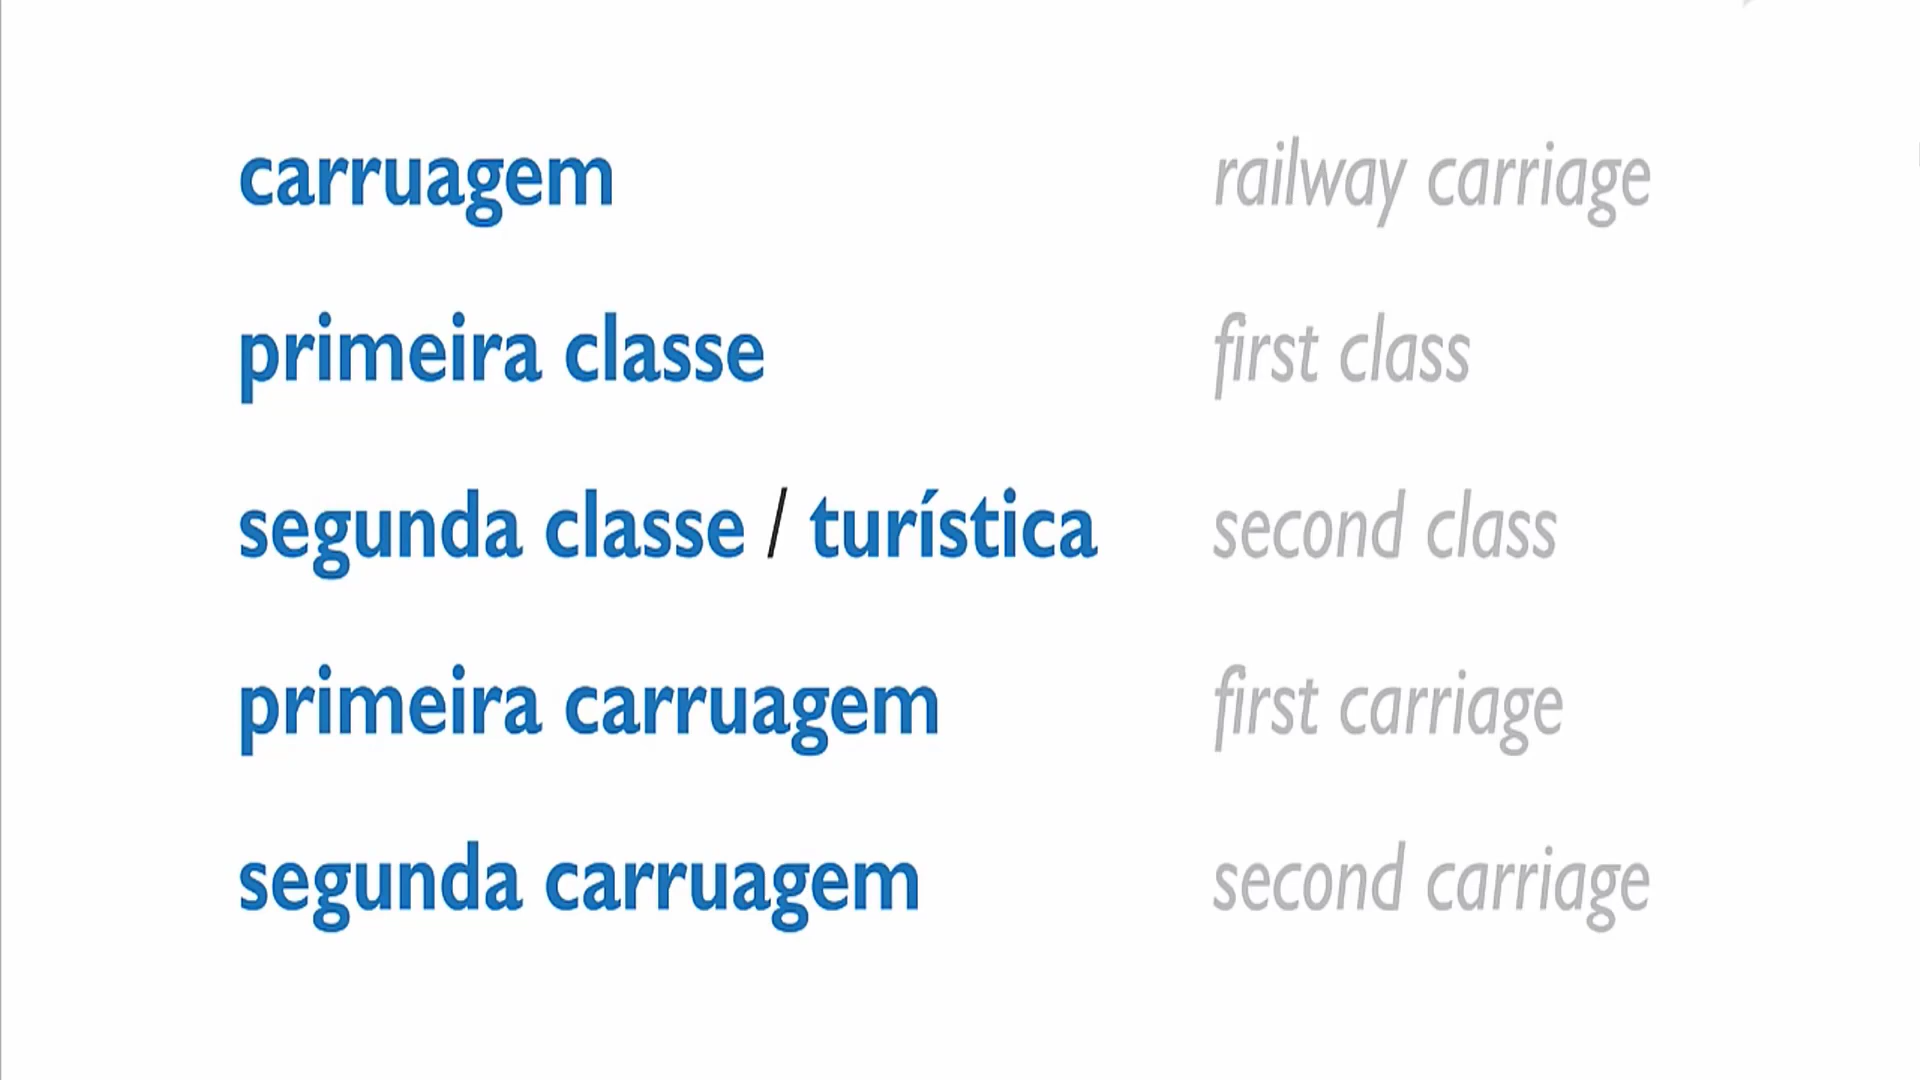 carruagem railway carriage
primeira classe first class
segunda classe / turística second class
primeira carruagem first carriage
segunda carruagem second carriage